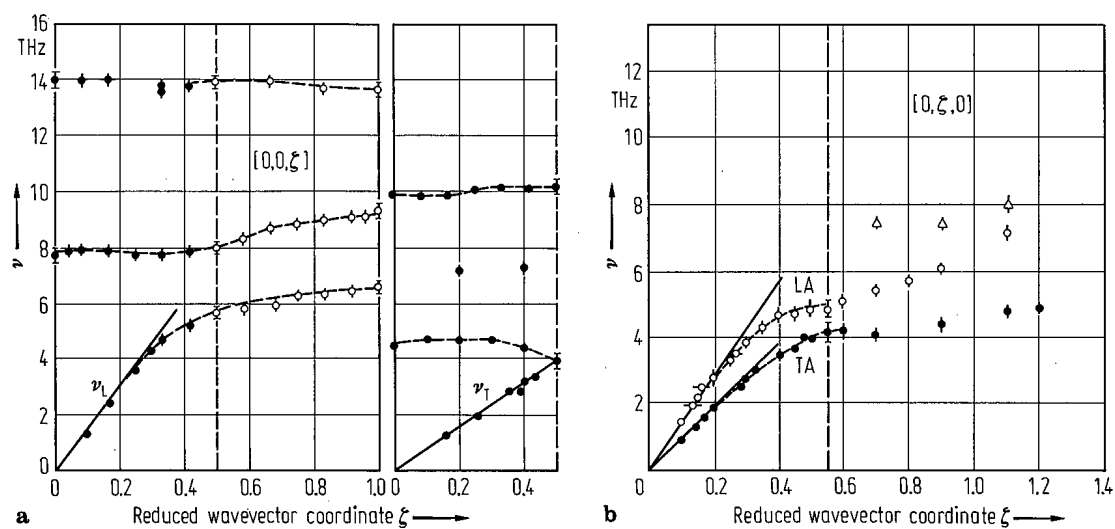 16
THz
14
12
10
8
6
4
2
0
ν
[0,0,ζ]
ν_L
ν_T
0 0.2 0.4 0.6 0.8 1.0 0 0.2 0.4
a Reduced wavevector coordinate ζ
12
THz
10
8
6
4
2
ν
[0,ζ,0]
LA
TA
0 0.2 0.4 0.6 0.8 1.0 1.2 1.4
b Reduced wavevector coordinate ζ